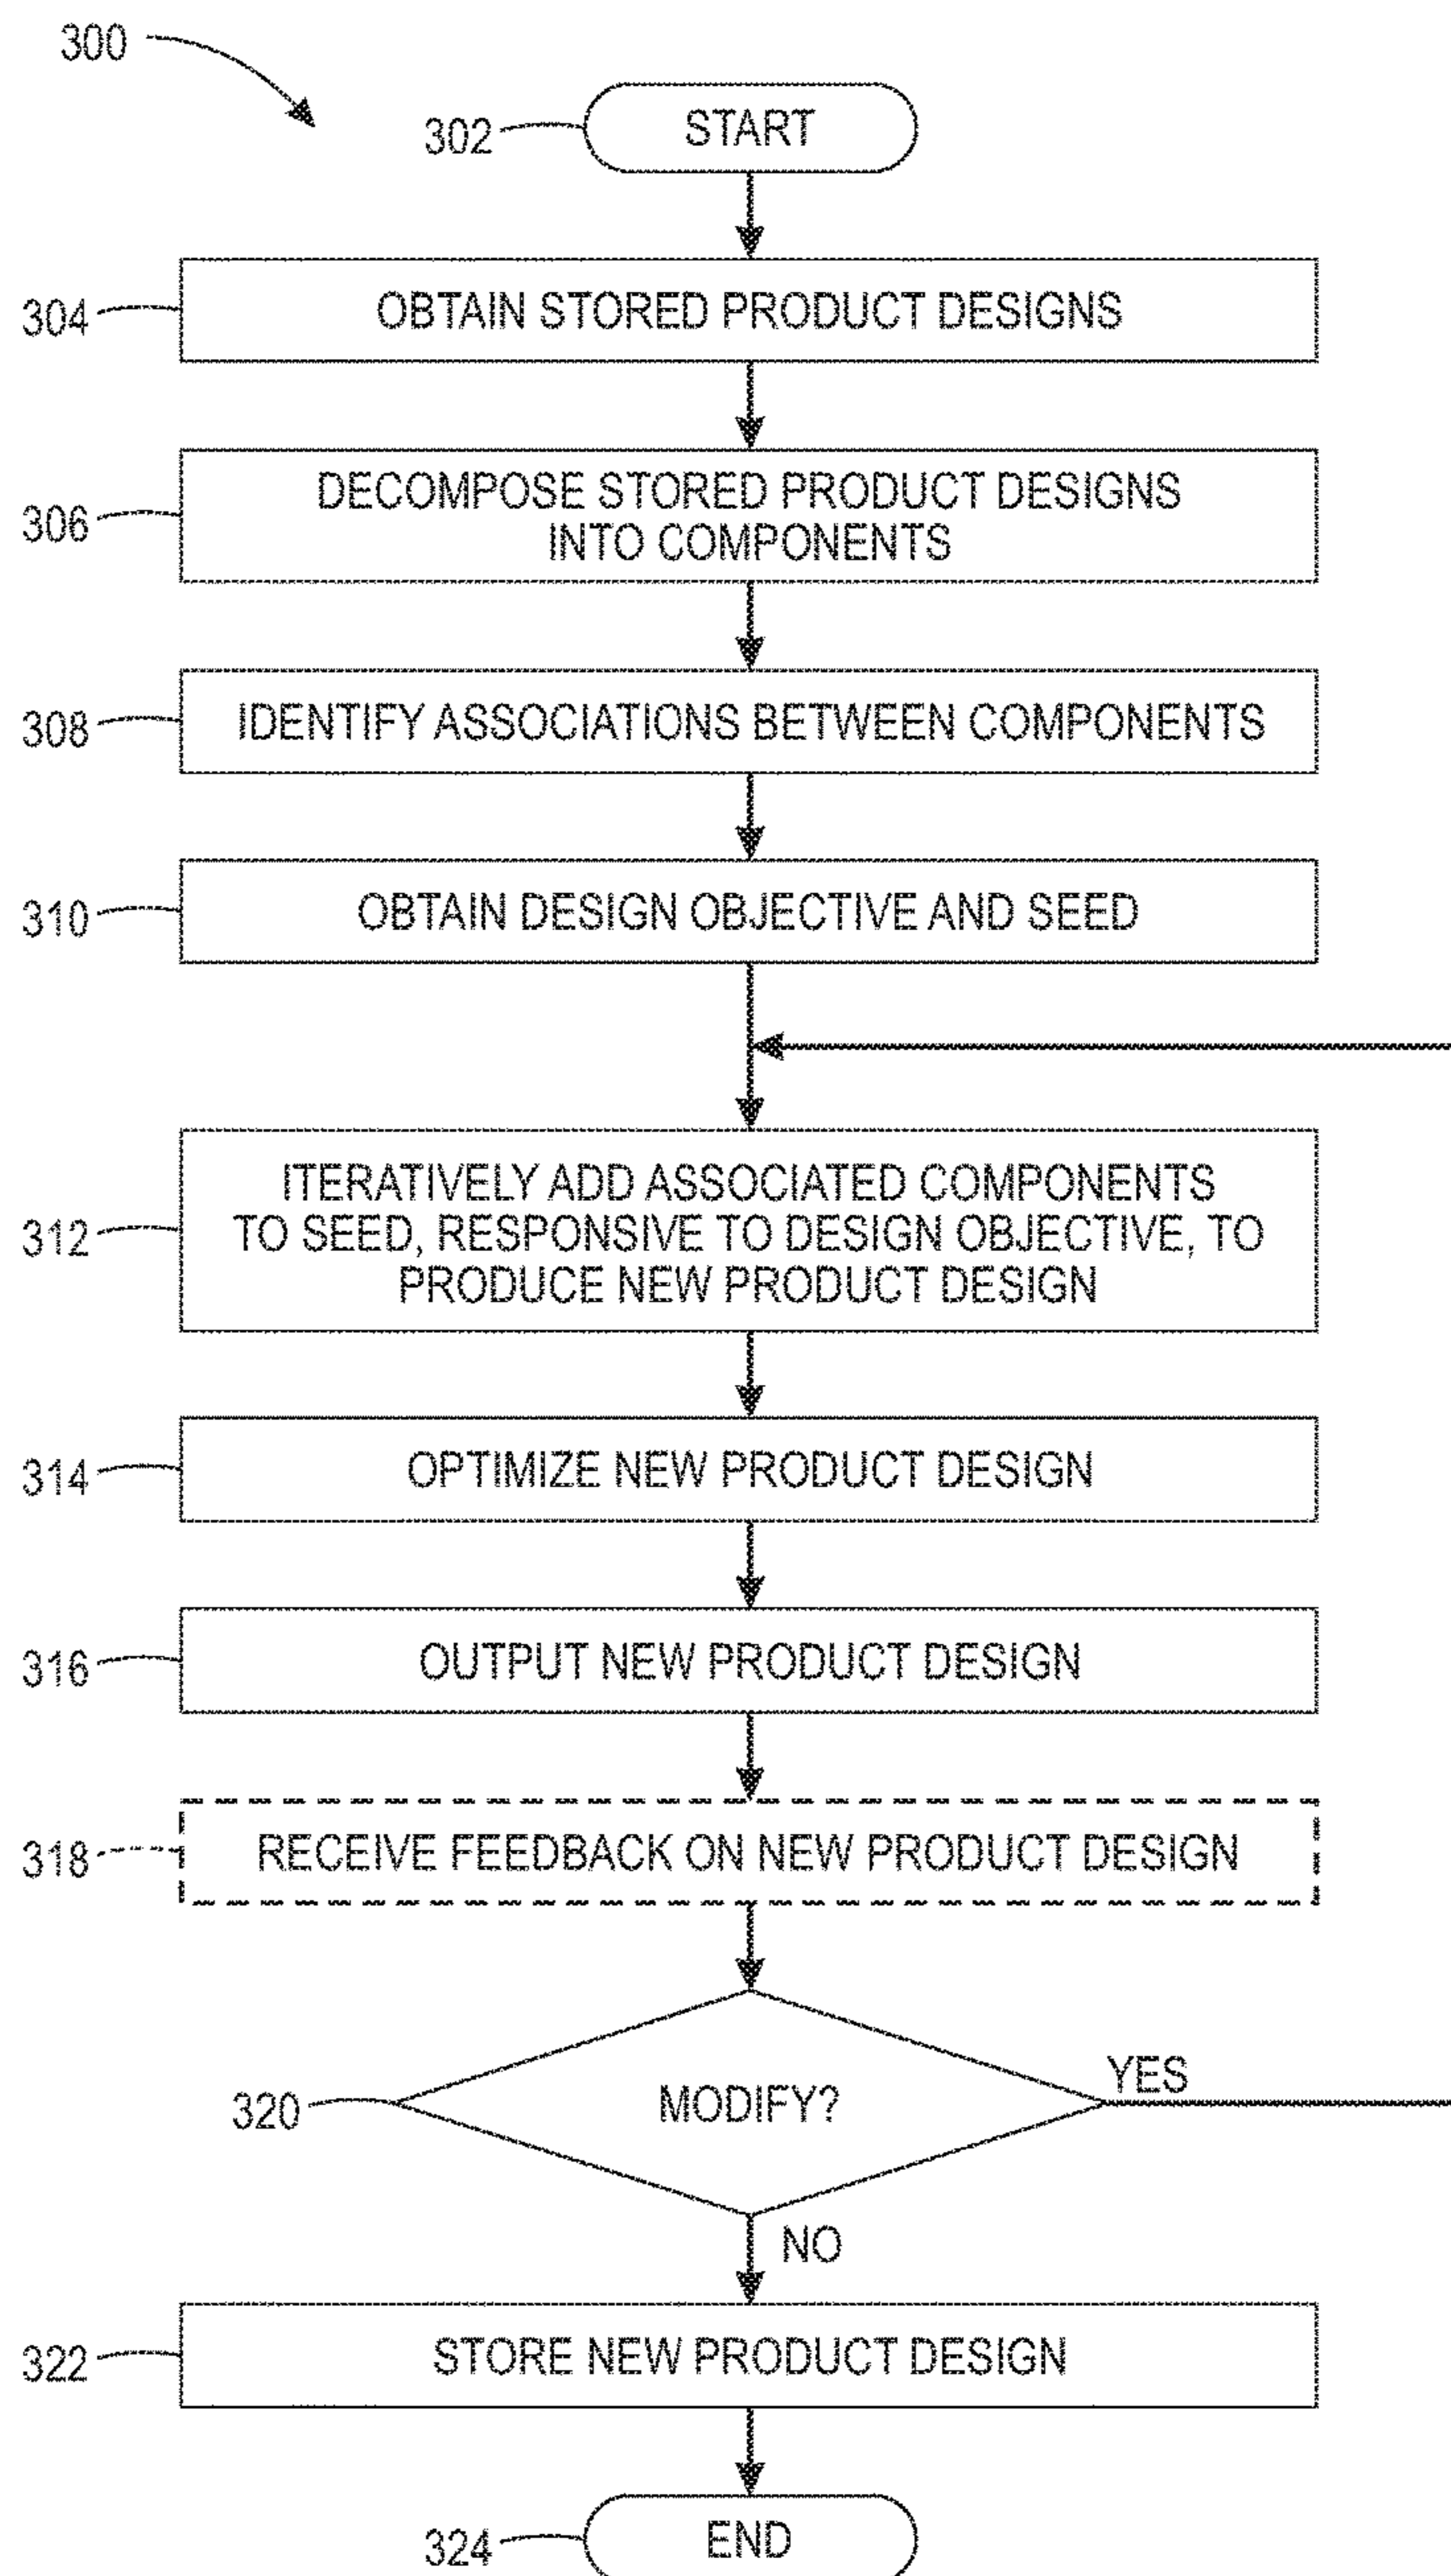 300
302
START
304
OBTAIN STORED PRODUCT DESIGNS
306
DECOMPOSE STORED PRODUCT DESIGNS
INTO COMPONENTS
308
IDENTIFY ASSOCIATIONS BETWEEN COMPONENTS
310
OBTAIN DESIGN OBJECTIVE AND SEED
312
ITERATIVELY ADD ASSOCIATED COMPONENTS
TO SEED, RESPONSIVE TO DESIGN OBJECTIVE, TO
PRODUCE NEW PRODUCT DESIGN
314
OPTIMIZE NEW PRODUCT DESIGN
316
OUTPUT NEW PRODUCT DESIGN
318
RECEIVE FEEDBACK ON NEW PRODUCT DESIGN
320
MODIFY?
YES
NO
322
STORE NEW PRODUCT DESIGN
324
END